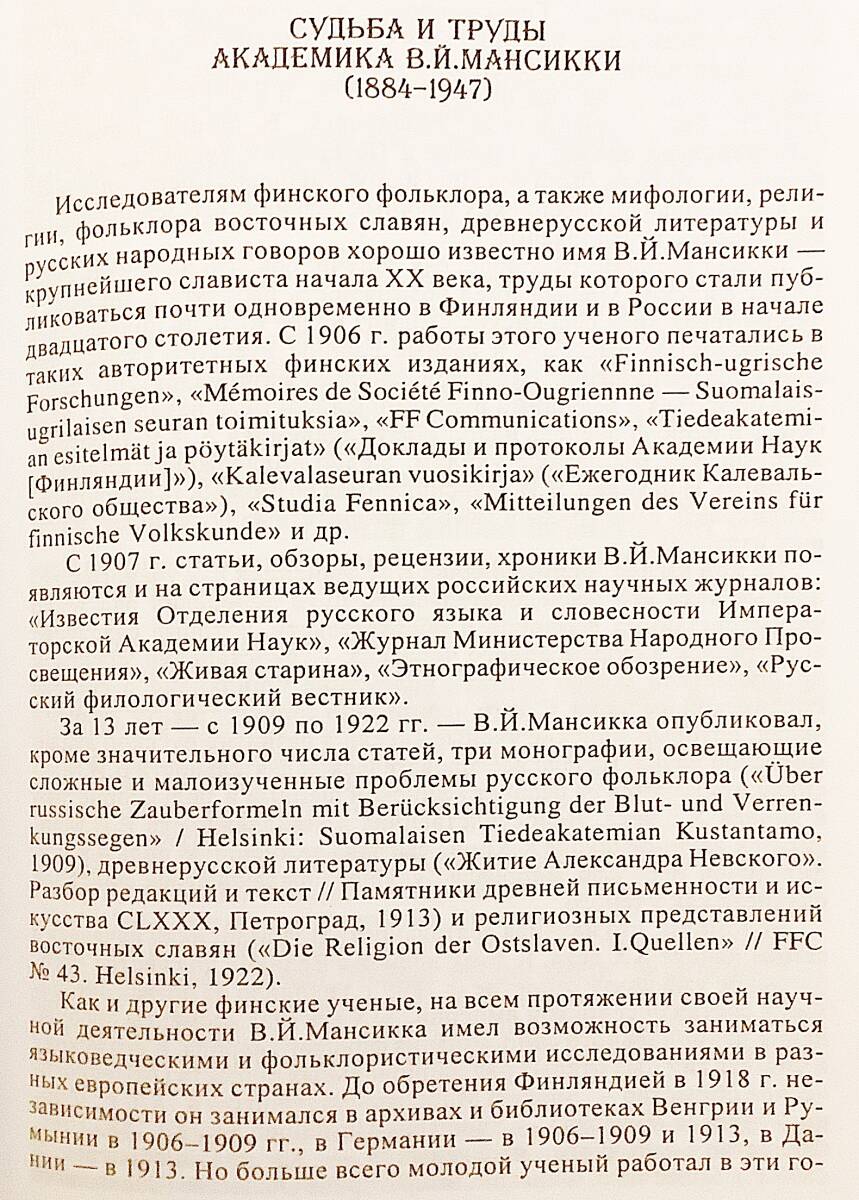 СУДЬБА И ТРУДЫ
АКАДЕМИКА В.Й.МАНСИККИ
(1884–1947)
Исследователям финского фольклора, а также мифологии, рели-
гии, фольклора восточных славян, древнерусской литературы и
русских народных говоров хорошо известно имя В.Й.Мансикки —
крупнейшего слависта начала XX века, труды которого стали пуб-
ликоваться почти одновременно в Финляндии и в России в начале
двадцатого столетия. С 1906 г. работы этого ученого печатались в
таких авторитетных финских изданиях, как «Finnisch-ugrische
Forschungen», «Mémoires de Société Finno-Ougriennne — Suomalais-
ugrilaisen seuran toimituksia», «FF Communications», «Tiedeakatemi-
an esitelmät ja pöytäkirjat» («Доклады и протоколы Академии Наук
[Финляндии]»), «Kalevalaseuran vuosikirja» («Ежегодник Калеваль-
ского общества»), «Studia Fennica», «Mitteilungen des Vereins für
finnische Volkskunde» и др.
С 1907 г. статьи, обзоры, рецензии, хроники В.Й.Мансикки по-
являются и на страницах ведущих российских научных журналов:
«Известия Отделения русского языка и словесности Импера-
торской Академии Наук», «Журнал Министерства Народного Про-
свещения», «Живая старина», «Этнографическое обозрение», «Рус-
ский филологический вестник».
За 13 лет — с 1909 по 1922 гг. — В.Й.Мансикка опубликовал,
кроме значительного числа статей, три монографии, освещающие
сложные и малоизученные проблемы русского фольклора («Über
russische Zauberformeln mit Berücksichtigung der Blut- und Verren-
kungssegen» / Helsinki: Suomalaisen Tiedeakatemian Kustantamo,
1909), древнерусской литературы («Житие Александра Невского».
Разбор редакций и текст // Памятники древней письменности и ис-
кусства CLXXX, Петроград, 1913) и религиозных представлений
восточных славян («Die Religion der Ostslaven. I.Quellen» // FFC
№ 43. Helsinki, 1922).
Как и другие финские ученые, на всем протяжении своей науч-
ной деятельности В.Й.Мансикка имел возможность заниматься
языковедческими и фольклористическими исследованиями в раз-
ных европейских странах. До обретения Финляндией в 1918 г. не-
зависимости он занимался в архивах и библиотеках Венгрии и Ру-
мынии в 1906–1909 гг., в Германии — в 1906–1909 и 1913, в Да-
нии — в 1913. Но больше всего молодой ученый работал в эти го-